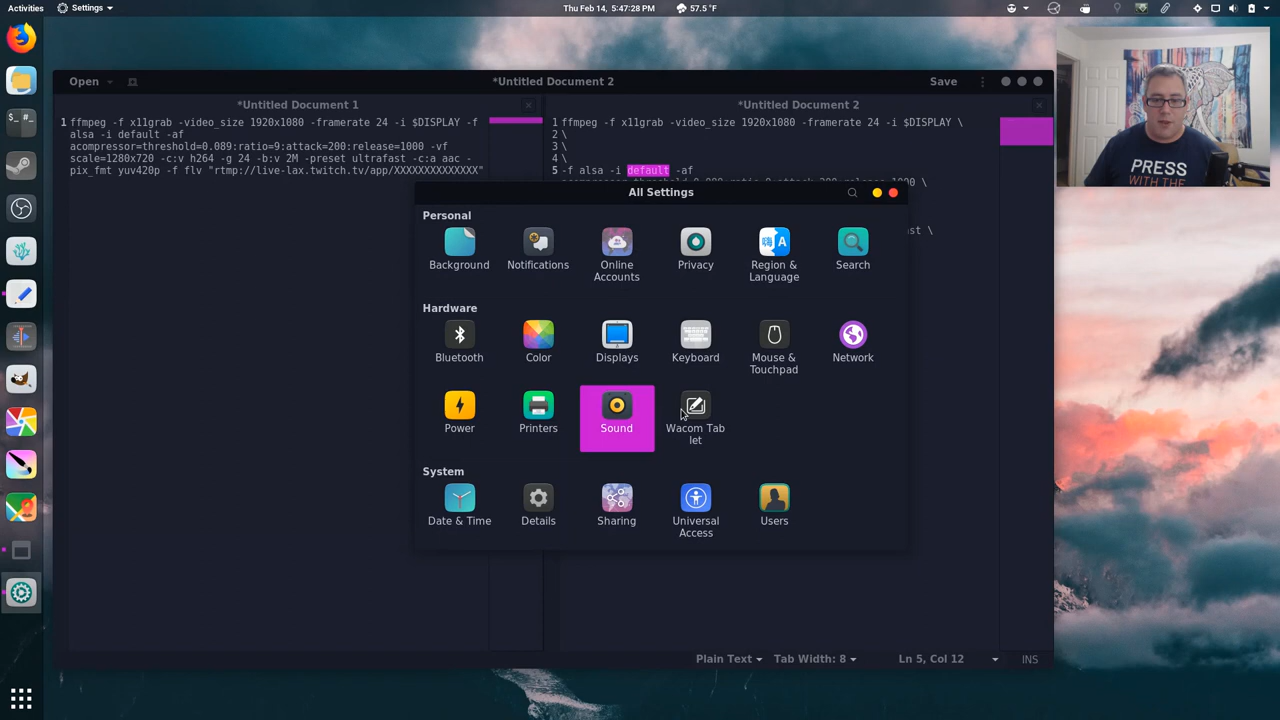 Activities
Settings
Thu Feb 14, 5:47:28 PM
57.5 °F
Open
*Untitled Document 2
Save
*Untitled Document 1
*Untitled Document 2
1 ffmpeg -f x11grab -video_size 1920x1080 -framerate 24 -i $DISPLAY -f
alsa -i default -af
acompressor=threshold=0.089:ratio=9:attack=200:release=1000 -vf
scale=1280x720 -c:v h264 -g 24 -b:v 2M -preset ultrafast -c:a aac -
pix_fmt yuv420p -f flv "rtmp://live-lax.twitch.tv/app/XXXXXXXXXXXXXX"
1 ffmpeg -f x11grab -video_size 1920x1080 -framerate 24 -i $DISPLAY \
2 \
3 \
4 \
5 -f alsa -i default -af
\
st \
All Settings
Personal
Background
Notifications
Online
Accounts
Privacy
Region &
Language
Search
Hardware
Bluetooth
Color
Displays
Keyboard
Mouse &
Touchpad
Network
Power
Printers
Sound
Wacom Tab
let
System
Date & Time
Details
Sharing
Universal
Access
Users
Plain Text
Tab Width: 8
Ln 5, Col 12
INS
PRESS
WITH THE